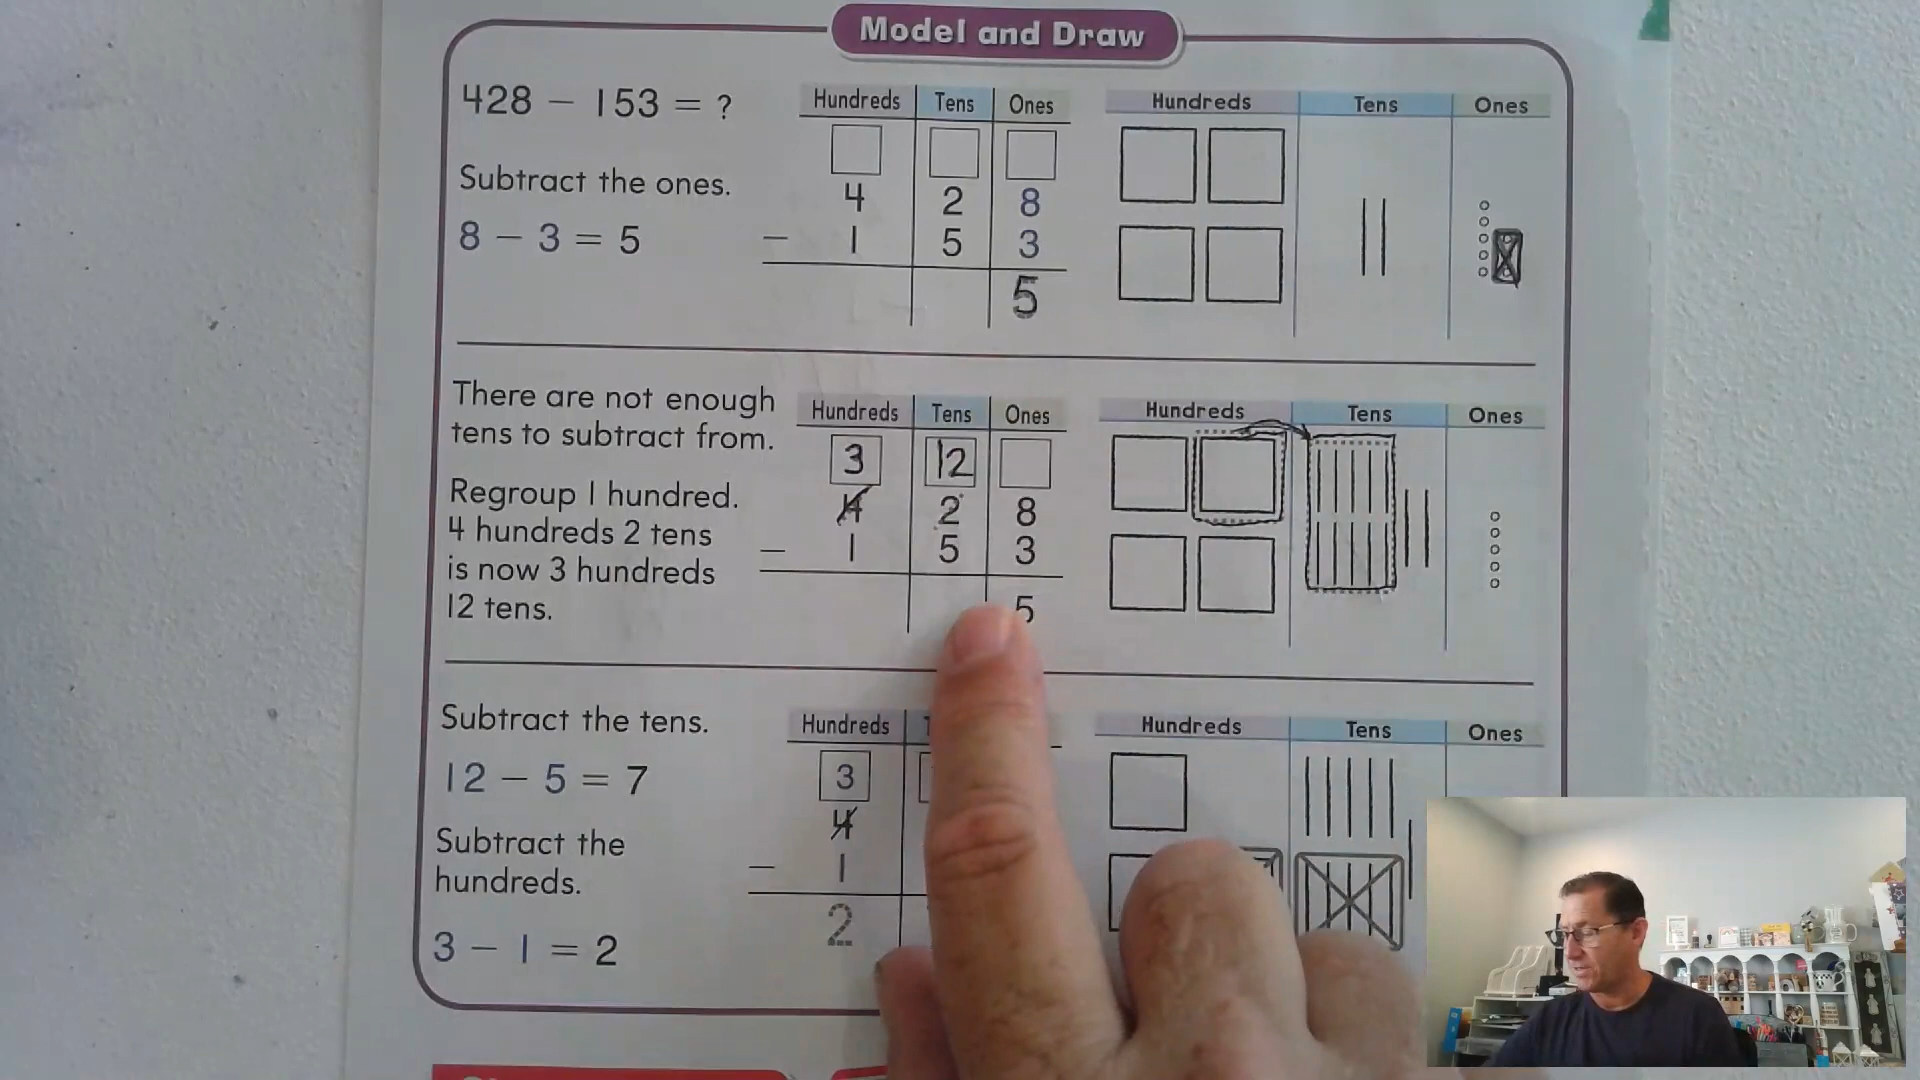 Model and Draw
428 – 153 = ?
Subtract the ones.
8 – 3 = 5
Hundreds Tens Ones
4 2 8
– 1 5 3
5
Hundreds Tens Ones
There are not enough
tens to subtract from.
Regroup 1 hundred.
4 hundreds 2 tens
is now 3 hundreds
12 tens.
Hundreds Tens Ones
3 12
4 2 8
– 1 5 3
5
Hundreds Tens Ones
Subtract the tens.
12 – 5 = 7
Subtract the
hundreds.
3 – 1 = 2
Hundreds
3
4
– 1
2
Hundreds Tens Ones